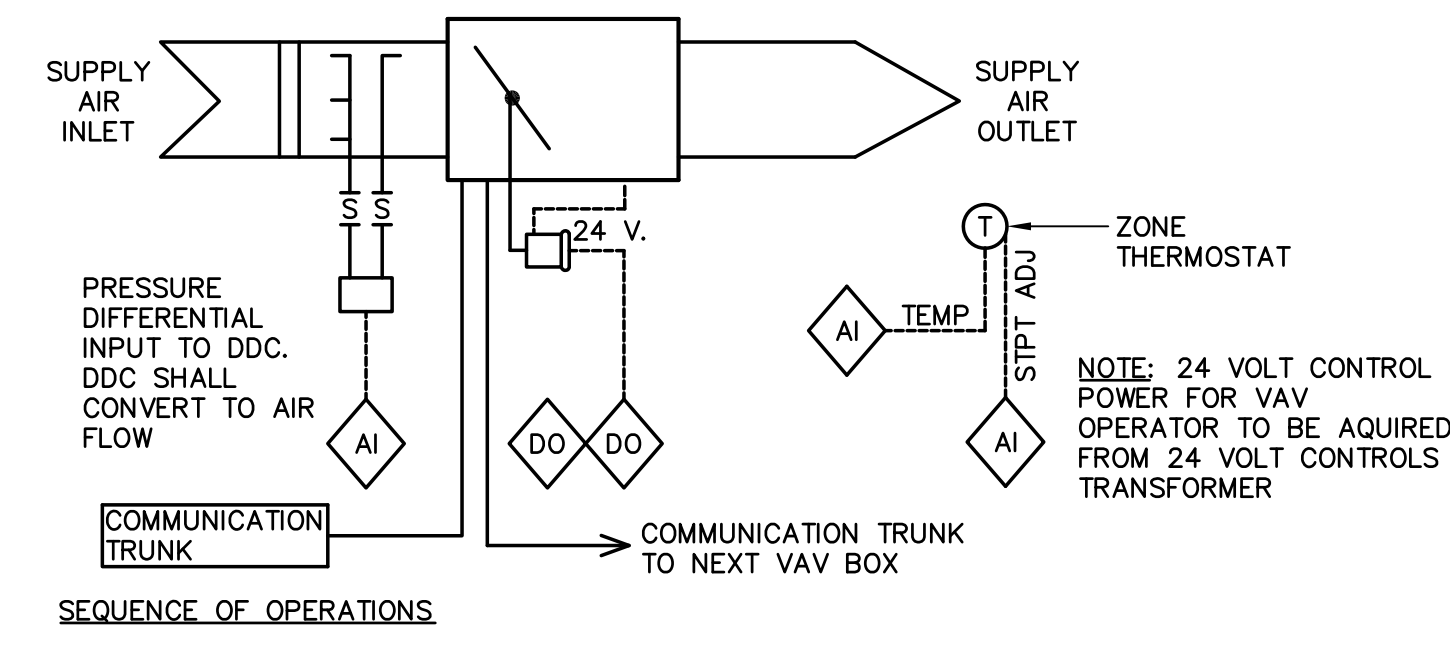 SUPPLY
AIR
INLET
SUPPLY
AIR
OUTLET
S S
24 V.
T
ZONE
THERMOSTAT
PRESSURE
DIFFERENTIAL
INPUT TO DDC.
DDC SHALL
CONVERT TO AIR
FLOW
AI
DO DO
AI
TEMP
STPT ADJ
AI
NOTE: 24 VOLT CONTROL
POWER FOR VAV
OPERATOR TO BE AQUIRED
FROM 24 VOLT CONTROLS
TRANSFORMER
COMMUNICATION
TRUNK
COMMUNICATION TRUNK
TO NEXT VAV BOX
SEQUENCE OF OPERATIONS